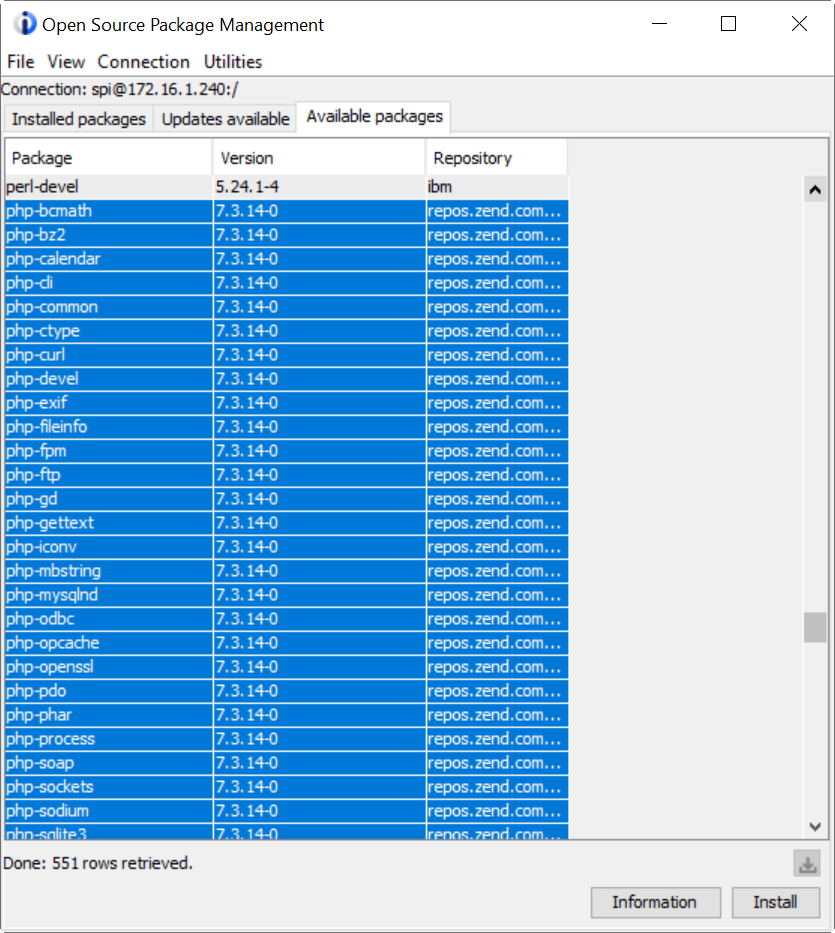 Open Source Package Management
File View Connection Utilities
Connection: spi@172.16.1.240:/
Installed packages Updates available Available packages
Package Version Repository
perl-devel 5.24.1-4 ibm
php-bcmath 7.3.14-0 repos.zend.com...
php-bz2 7.3.14-0 repos.zend.com...
php-calendar 7.3.14-0 repos.zend.com...
php-cli 7.3.14-0 repos.zend.com...
php-common 7.3.14-0 repos.zend.com...
php-ctype 7.3.14-0 repos.zend.com...
php-curl 7.3.14-0 repos.zend.com...
php-devel 7.3.14-0 repos.zend.com...
php-exif 7.3.14-0 repos.zend.com...
php-fileinfo 7.3.14-0 repos.zend.com...
php-fpm 7.3.14-0 repos.zend.com...
php-ftp 7.3.14-0 repos.zend.com...
php-gd 7.3.14-0 repos.zend.com...
php-gettext 7.3.14-0 repos.zend.com...
php-iconv 7.3.14-0 repos.zend.com...
php-mbstring 7.3.14-0 repos.zend.com...
php-mysqlnd 7.3.14-0 repos.zend.com...
php-odbc 7.3.14-0 repos.zend.com...
php-opcache 7.3.14-0 repos.zend.com...
php-openssl 7.3.14-0 repos.zend.com...
php-pdo 7.3.14-0 repos.zend.com...
php-phar 7.3.14-0 repos.zend.com...
php-process 7.3.14-0 repos.zend.com...
php-soap 7.3.14-0 repos.zend.com...
php-sockets 7.3.14-0 repos.zend.com...
php-sodium 7.3.14-0 repos.zend.com...
php-sqlite3 7.3.14-0 repos.zend.com...
Done: 551 rows retrieved.
Information Install